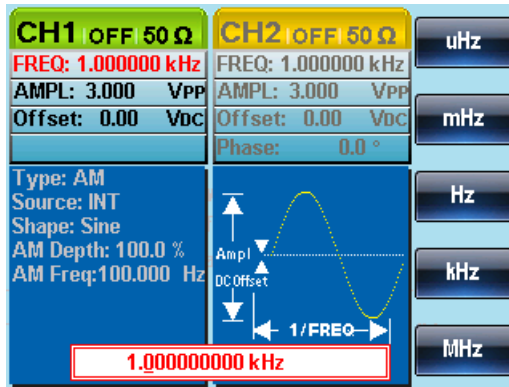 CH1 OFF 50 Ω
FREQ: 1.000000 kHz
AMPL: 3.000 VPP
Offset: 0.00 VDC
CH2 OFF 50 Ω
FREQ: 1.000000 kHz
AMPL: 3.000 VPP
Offset: 0.00 VDC
Phase: 0.0 °
Type: AM
Source: INT
Shape: Sine
AM Depth: 100.0 %
AM Freq:100.000 Hz
Ampl
DC Offset
1/FREQ
1.000000000 kHz
uHz
mHz
Hz
kHz
MHz